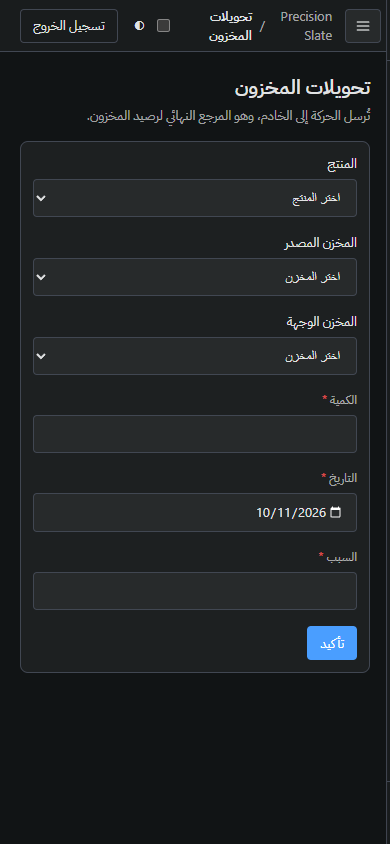 Precision
Slate
/
تحويلات
المخزون
تسجيل الخروج
تحويلات المخزون
تُرسل الحركة إلى الخادم، وهو المرجع النهائي لرصيد المخزون.
المنتج
اختر المنتج
المخزن المصدر
اختر المخزن
المخزن الوجهة
اختر المخزن
الكمية *
التاريخ *
10/11/2026
السبب *
تأكيد